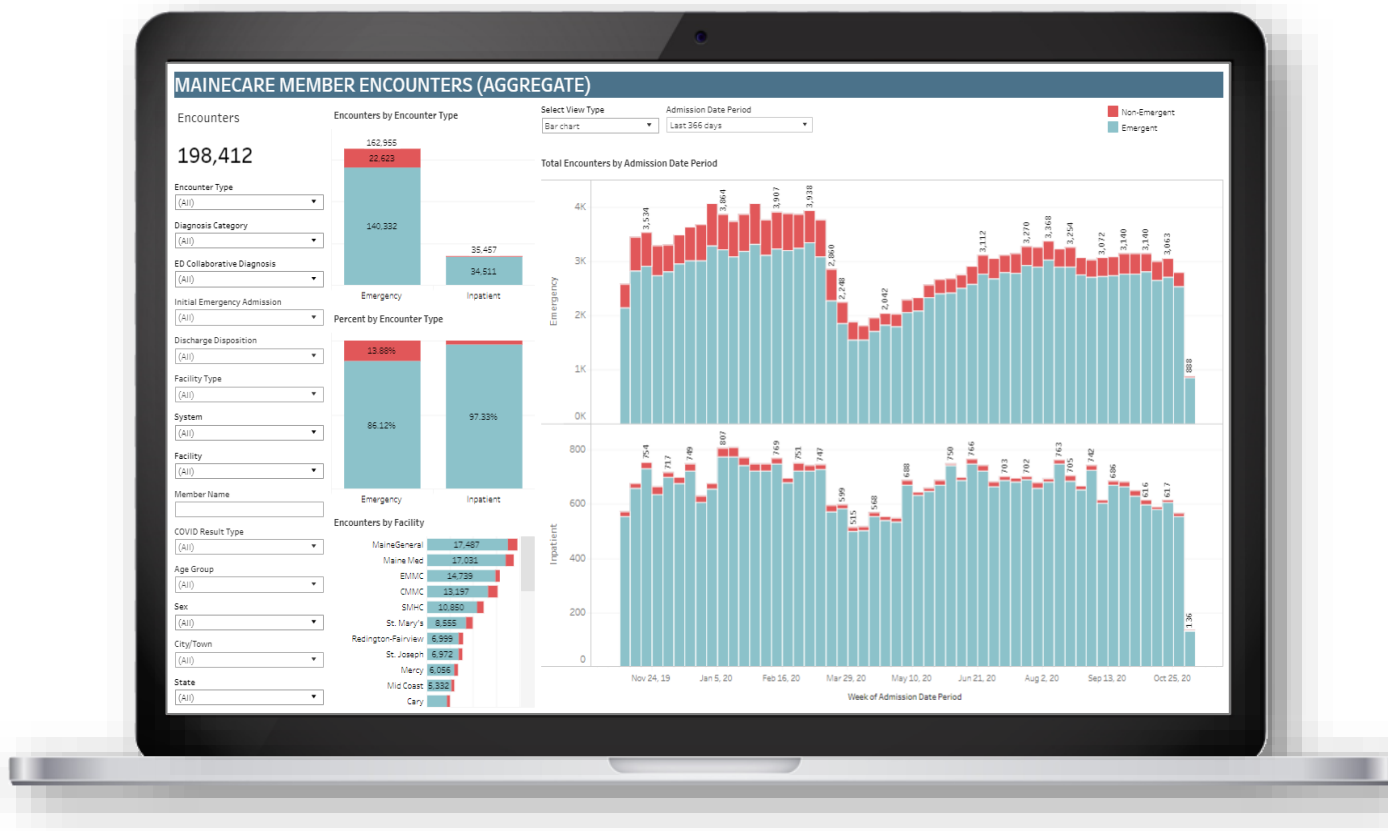 MAINECARE MEMBER ENCOUNTERS (AGGREGATE)
Encounters
198,412
Encounter Type
(All)
Diagnosis Category
(All)
ED Collaborative Diagnosis
(All)
Initial Emergency Admission
(All)
Discharge Disposition
(All)
Facility Type
(All)
System
(All)
Facility
(All)
Member Name
COVID Result Type
(All)
Age Group
(All)
Sex
(All)
City/Town
(All)
State
(All)
Encounters by Encounter Type
162,955
22,623
140,332
35,457
34,511
Emergency Inpatient
Percent by Encounter Type
13.88%
86.12%
97.33%
Emergency Inpatient
Encounters by Facility
MaineGeneral 17,487
Maine Med 17,031
EMMC 14,739
CMMC 13,197
SMHC 10,850
St. Mary's 8,555
Redington-Fairview 6,999
St. Joseph 6,972
Mercy 6,056
Mid Coast 5,332
Cary
Select View Type
Bar chart
Admission Date Period
Last 366 days
Non-Emergent
Emergent
Total Encounters by Admission Date Period
Emergency
4K
3K
2K
1K
0K
3,534
3,864
3,907
3,938
2,860
2,248
2,042
3,112
3,270
3,368
3,254
3,072
3,140
3,140
3,063
888
Inpatient
800
600
400
200
0
754
717
749
807
769
751
747
599
515
568
688
750
766
703
702
763
705
742
686
616
617
136
Nov 24, 19 Jan 5, 20 Feb 16, 20 Mar 29, 20 May 10, 20 Jun 21, 20 Aug 2, 20 Sep 13, 20 Oct 25, 20
Week of Admission Date Period